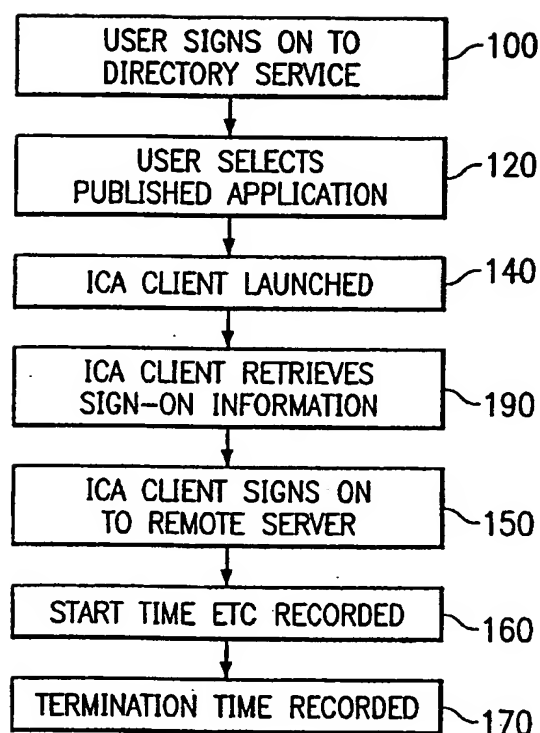 USER SIGNS ON TO
DIRECTORY SERVICE
100
USER SELECTS
PUBLISHED APPLICATION
120
ICA CLIENT LAUNCHED
140
ICA CLIENT RETRIEVES
SIGN-ON INFORMATION
190
ICA CLIENT SIGNS ON
TO REMOTE SERVER
150
START TIME ETC RECORDED
160
TERMINATION TIME RECORDED
170